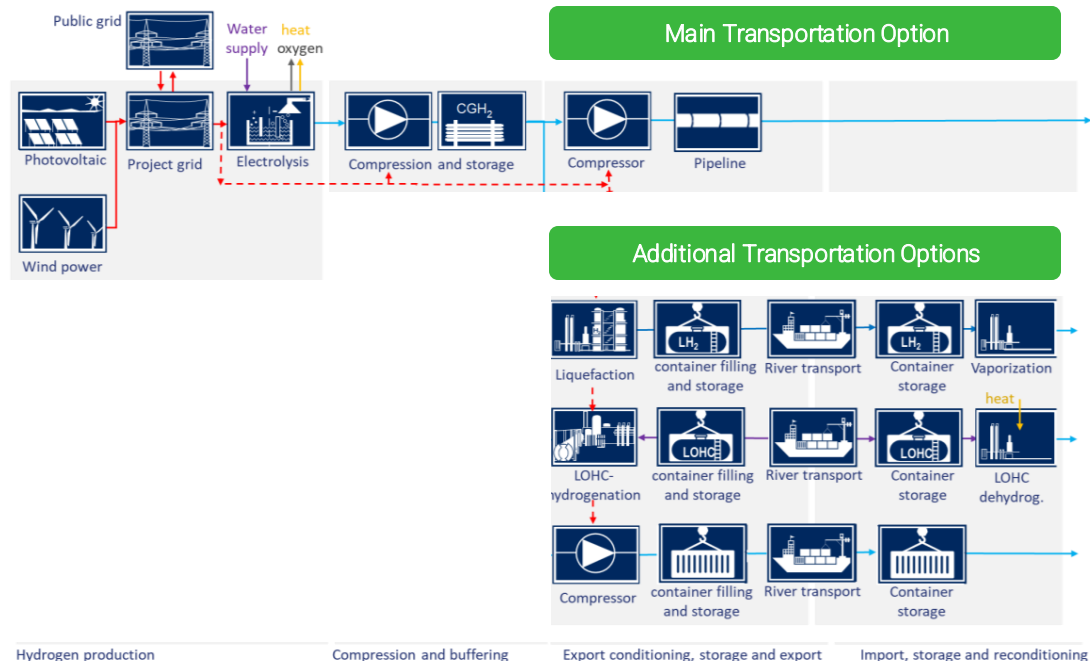 Public grid
Water
supply
heat
oxygen
Main Transportation Option
CGH₂
Photovoltaic
Project grid
Electrolysis
Compression and storage
Compressor
Pipeline
Wind power
Additional Transportation Options
LH₂
LH₂
Liquefaction
container filling
and storage
River transport
Container
storage
Vaporization
heat
LOHC
LOHC
LOHC-
hydrogenation
container filling
and storage
River transport
Container
storage
LOHC
dehydrog.
Compressor
container filling
and storage
River transport
Container
storage
Hydrogen production
Compression and buffering
Export conditioning, storage and export
Import, storage and reconditioning